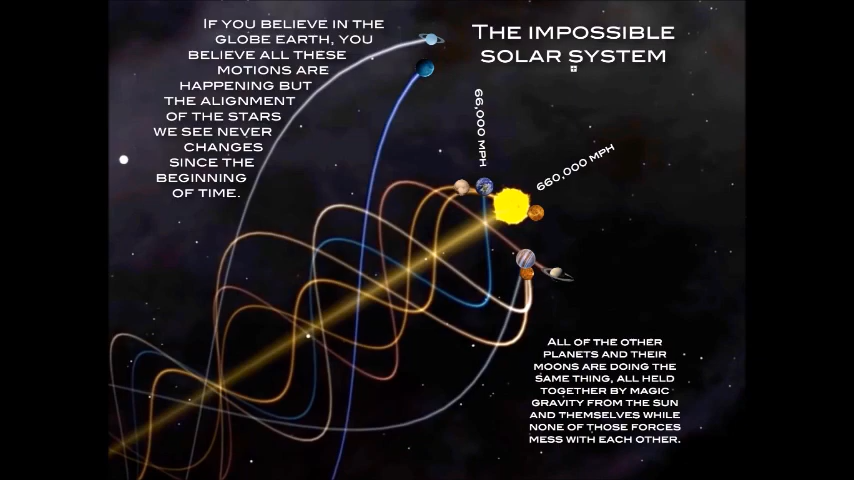 IF YOU BELIEVE IN THE
GLOBE EARTH, YOU
BELIEVE ALL THESE
MOTIONS ARE
HAPPENING BUT
THE ALIGNMENT
OF THE STARS
WE SEE NEVER
CHANGES
SINCE THE
BEGINNING
OF TIME.
THE IMPOSSIBLE
SOLAR SYSTEM
66,000 MPH
660,000 MPH
ALL OF THE OTHER
PLANETS AND THEIR
MOONS ARE DOING THE
SAME THING, ALL HELD
TOGETHER BY MAGIC
GRAVITY FROM THE SUN
AND THEMSELVES WHILE
NONE OF THOSE FORCES
MESS WITH EACH OTHER.